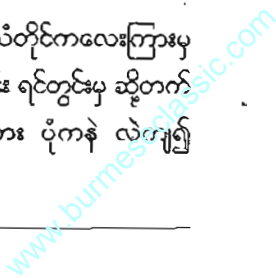 ယ်တိုင်ကလေးကြားမှ
း ရင်တွင်းမှ ဆို့တက်
ား ပုံကနဲ လဲကျ၍
www.burmeseclassic.com